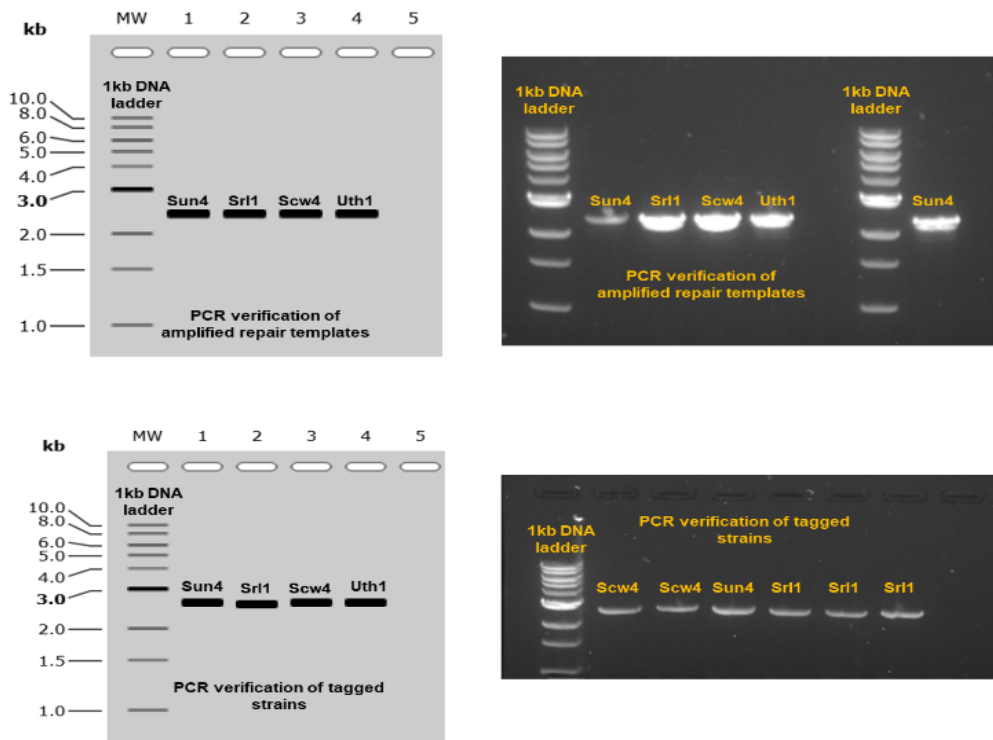 kb
MW 1 2 3 4 5
1kb DNA
ladder
10.0
8.0
6.0
5.0
4.0
3.0
2.0
1.5
1.0
Sun4 Srl1 Scw4 Uth1
PCR verification of
amplified repair templates
1kb DNA
ladder
Sun4 Srl1 Scw4 Uth1
PCR verification of
amplified repair templates
1kb DNA
ladder
Sun4
kb
MW 1 2 3 4 5
1kb DNA
ladder
10.0
8.0
6.0
5.0
4.0
3.0
2.0
1.5
1.0
Sun4 Srl1 Scw4 Uth1
PCR verification of tagged
strains
PCR verification of tagged
strains
1kb DNA
ladder
Scw4 Scw4 Sun4 Srl1 Srl1 Srl1